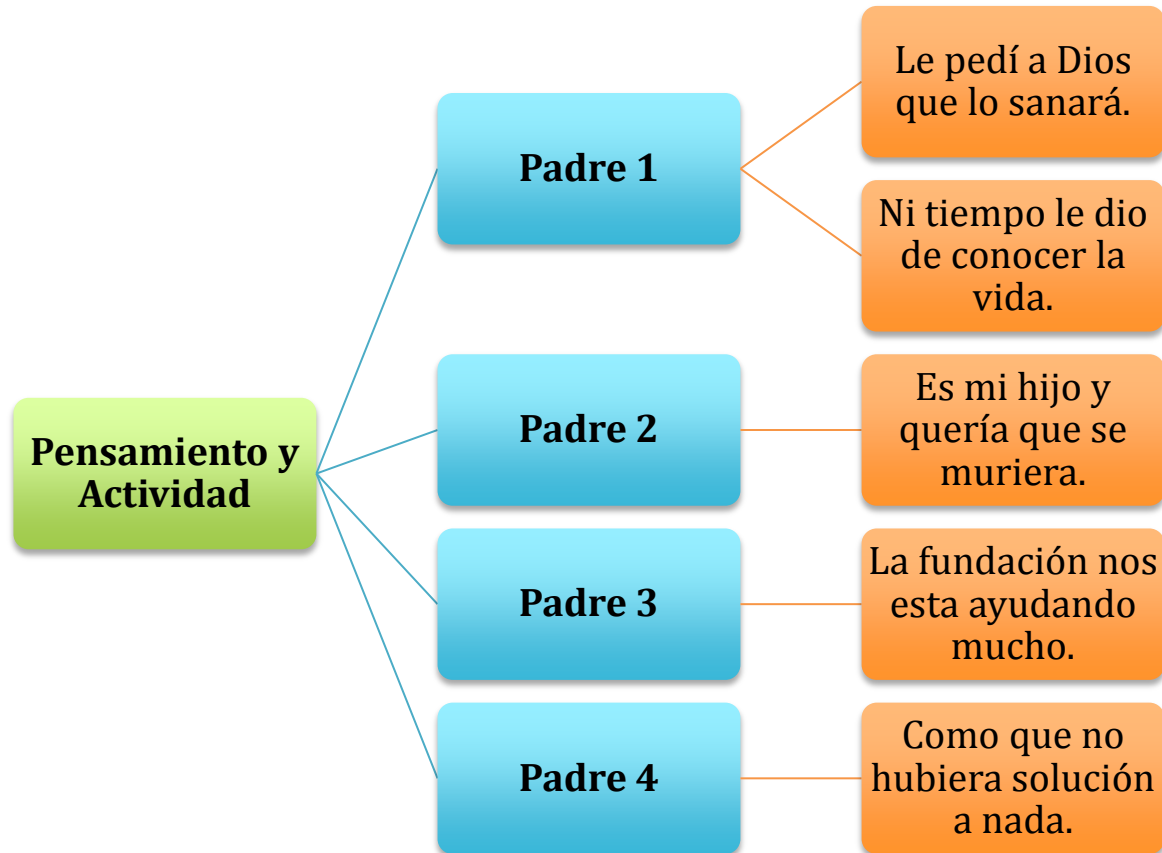 Pensamiento y
Actividad
Padre 1
Le pedí a Dios
que lo sanará.
Ni tiempo le dio
de conocer la
vida.
Padre 2
Es mi hijo y
quería que se
muriera.
Padre 3
La fundación nos
esta ayudando
mucho.
Padre 4
Como que no
hubiera solución
a nada.